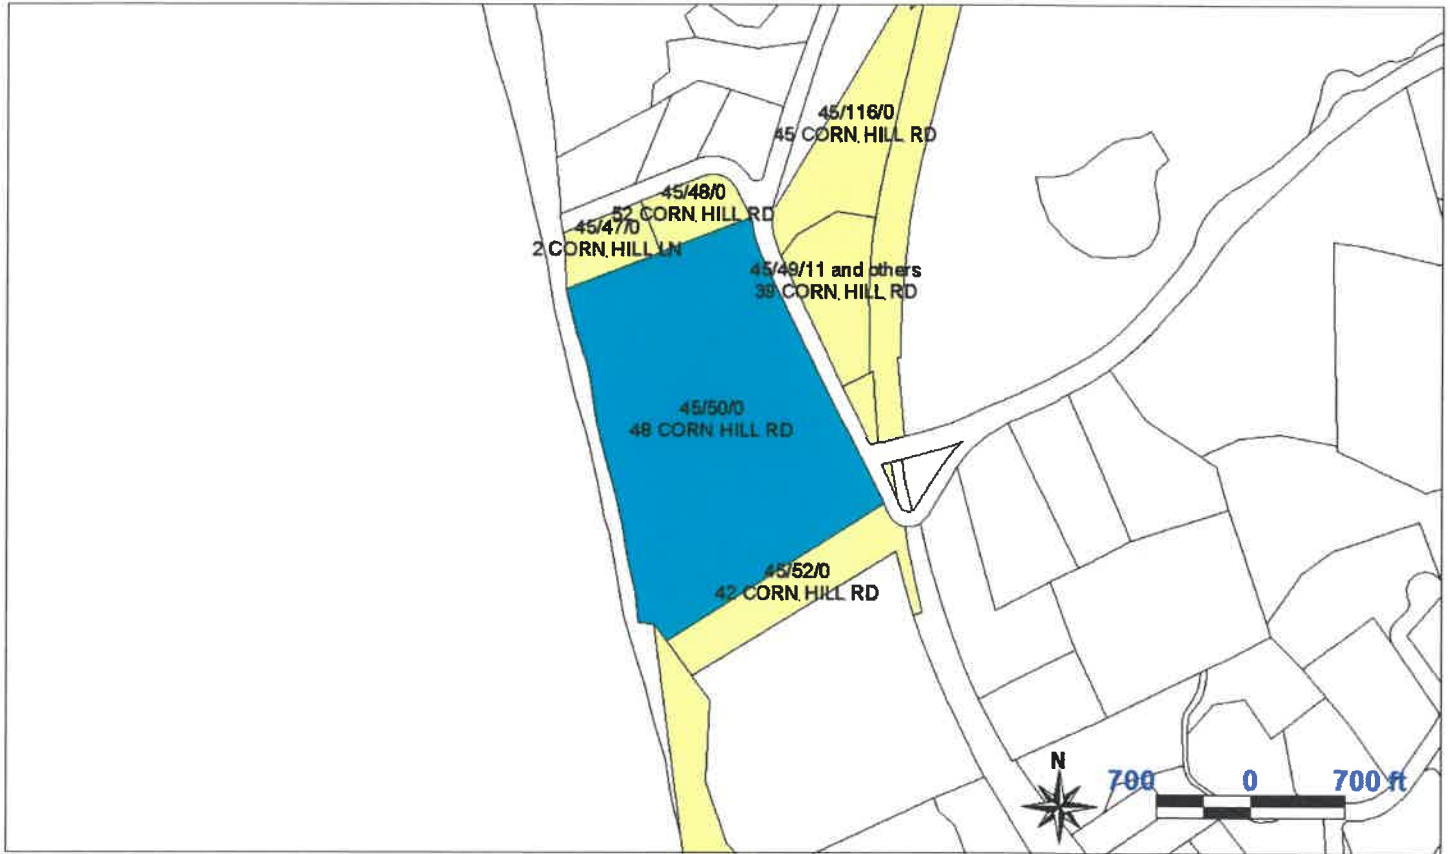 45/116/0
45 CORN HILL RD
45/48/0
52 CORN HILL RD
45/47/0
2 CORN HILL LN
45/49/11 and others
39 CORN HILL RD
45/50/0
48 CORN HILL RD
45/52/0
42 CORN HILL RD
N
700 0 700 ft